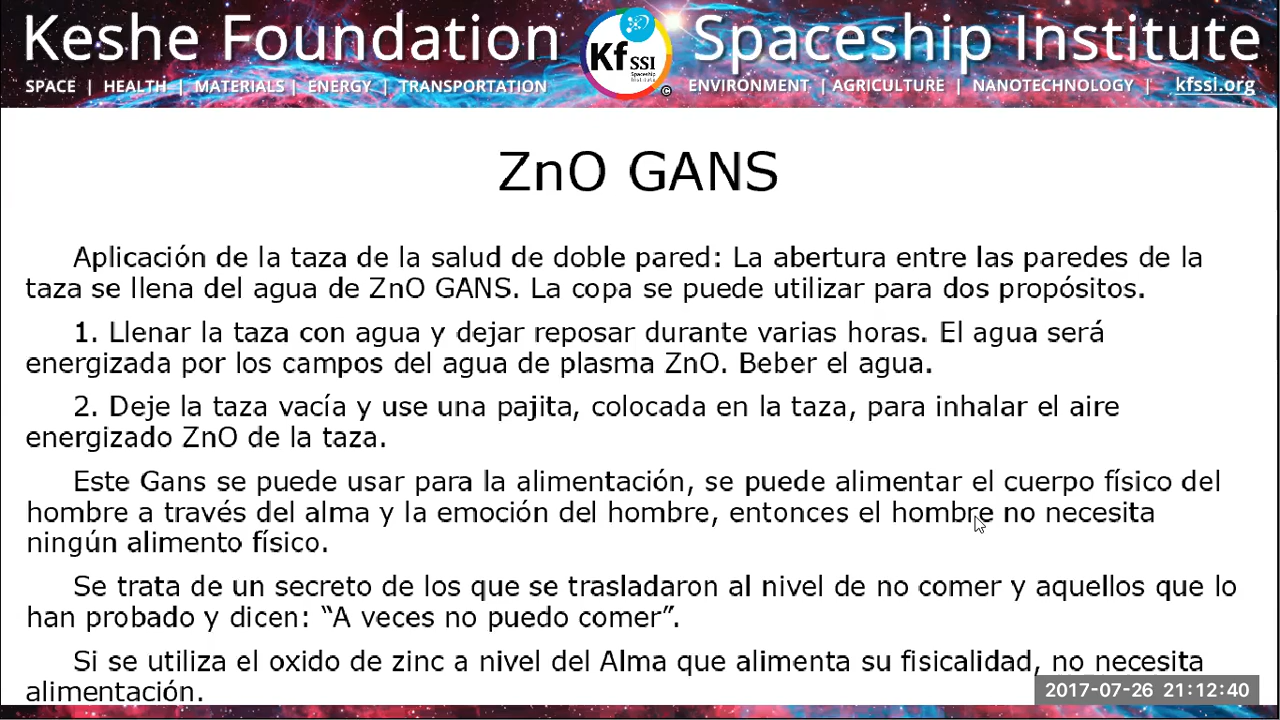 Keshe Foundation Spaceship Institute
SPACE | HEALTH | MATERIALS | ENERGY | TRANSPORTATION
Kf SSI
Spaceship
Institute
©
ENVIRONMENT | AGRICULTURE | NANOTECHNOLOGY | kfssi.org
ZnO GANS
Aplicación de la taza de la salud de doble pared: La abertura entre las paredes de la
taza se llena del agua de ZnO GANS. La copa se puede utilizar para dos propósitos.
1. Llenar la taza con agua y dejar reposar durante varias horas. El agua será
energizada por los campos del agua de plasma ZnO. Beber el agua.
2. Deje la taza vacía y use una pajita, colocada en la taza, para inhalar el aire
energizado ZnO de la taza.
Este Gans se puede usar para la alimentación, se puede alimentar el cuerpo físico del
hombre a través del alma y la emoción del hombre, entonces el hombre no necesita
ningún alimento físico.
Se trata de un secreto de los que se trasladaron al nivel de no comer y aquellos que lo
han probado y dicen: “A veces no puedo comer”.
Si se utiliza el oxido de zinc a nivel del Alma que alimenta su fisicalidad, no necesita
alimentación.
2017-07-26 21:12:40